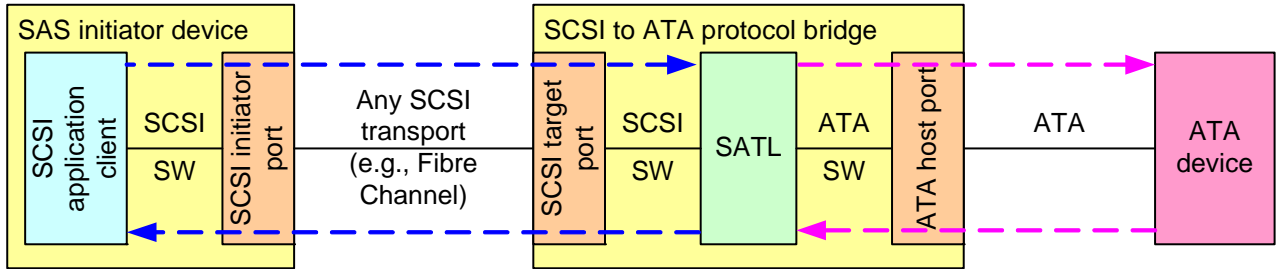 SAS initiator device
SCSI
application
client
SCSI
SW
SCSI initiator
port
Any SCSI
transport
(e.g., Fibre
Channel)
SCSI to ATA protocol bridge
SCSI target
port
SCSI
SW
SATL
ATA
SW
ATA host port
ATA
ATA
device